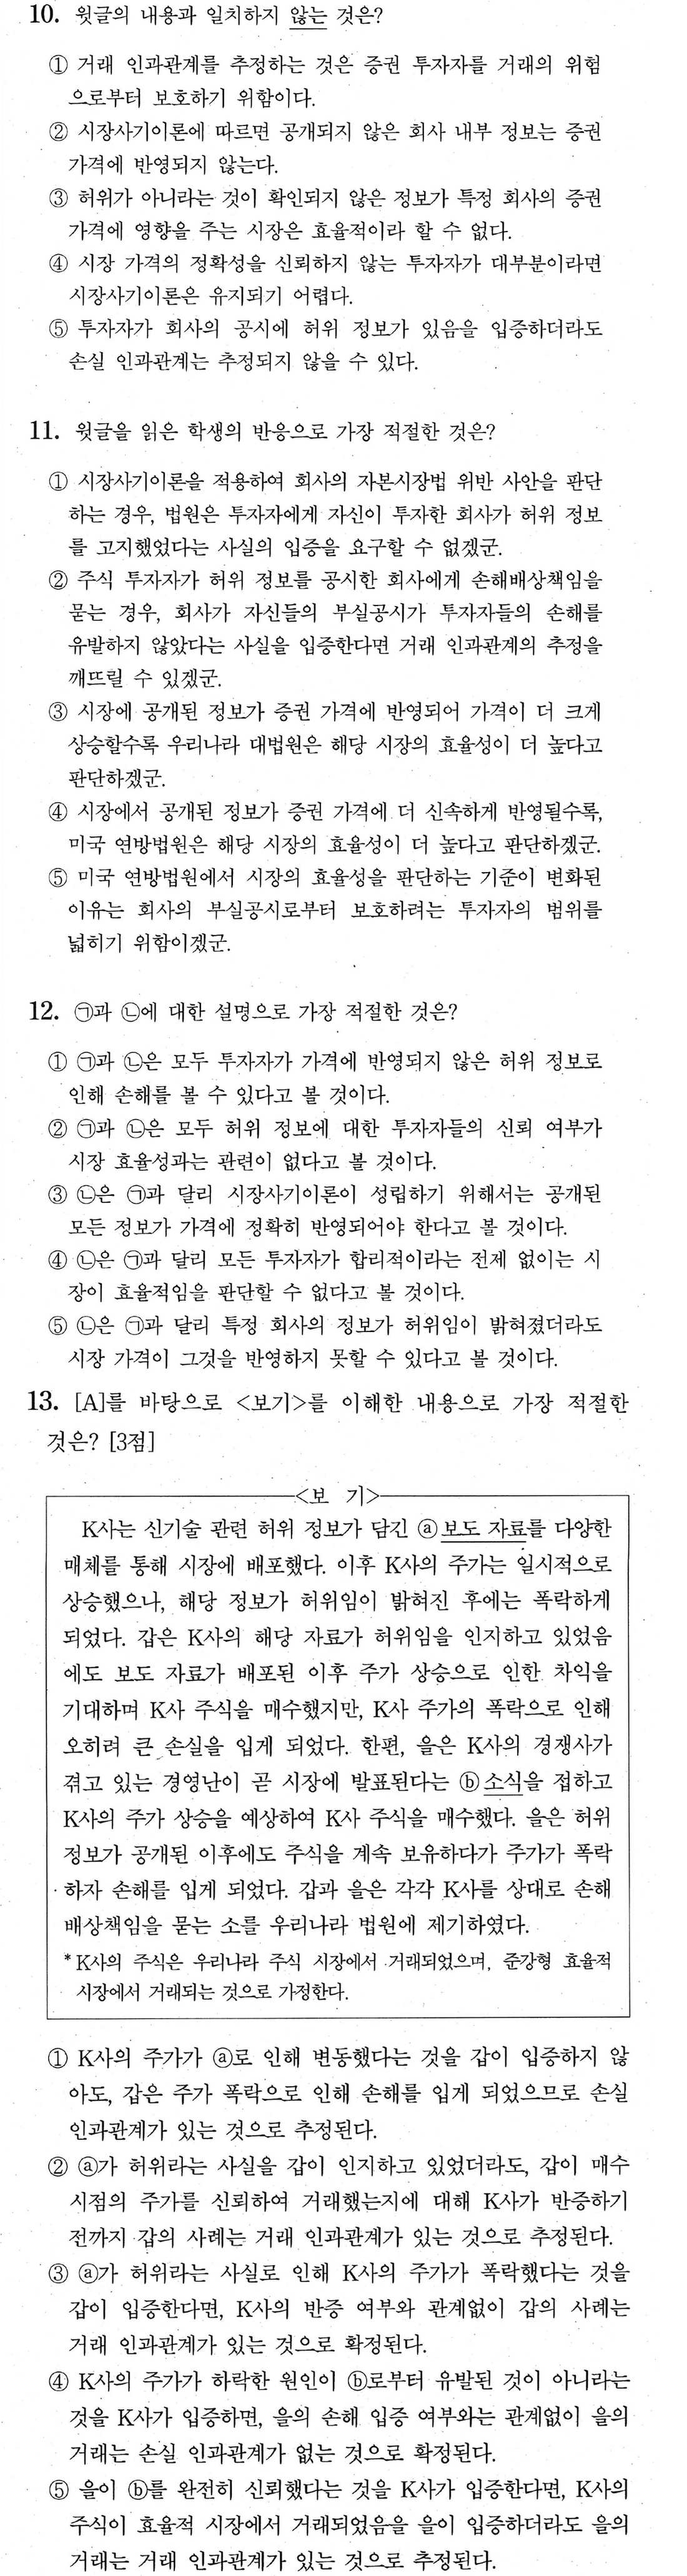 10. 윗글의 내용과 일치하지 않는 것은?
① 거래 인과관계를 추정하는 것은 증권 투자자를 거래의 위험
으로부터 보호하기 위함이다.
② 시장사기이론에 따르면 공개되지 않은 회사 내부 정보는 증권
가격에 반영되지 않는다.
③ 허위가 아니라는 것이 확인되지 않은 정보가 특정 회사의 증권
가격에 영향을 주는 시장은 효율적이라 할 수 없다.
④ 시장 가격의 정확성을 신뢰하지 않는 투자자가 대부분이라면
시장사기이론은 유지되기 어렵다.
⑤ 투자자가 회사의 공시에 허위 정보가 있음을 입증하더라도
손실 인과관계는 추정되지 않을 수 있다.
11. 윗글을 읽은 학생의 반응으로 가장 적절한 것은?
① 시장사기이론을 적용하여 회사의 자본시장법 위반 사안을 판단
하는 경우, 법원은 투자자에게 자신이 투자한 회사가 허위 정보
를 고지했었다는 사실의 입증을 요구할 수 없겠군.
② 주식 투자자가 허위 정보를 공시한 회사에게 손해배상책임을
묻는 경우, 회사가 자신들의 부실공시가 투자자들의 손해를
유발하지 않았다는 사실을 입증한다면 거래 인과관계의 추정을
깨뜨릴 수 있겠군.
③ 시장에 공개된 정보가 증권 가격에 반영되어 가격이 더 크게
상승할수록 우리나라 대법원은 해당 시장의 효율성이 더 높다고
판단하겠군.
④ 시장에서 공개된 정보가 증권 가격에 더 신속하게 반영될수록,
미국 연방법원은 해당 시장의 효율성이 더 높다고 판단하겠군.
⑤ 미국 연방법원에서 시장의 효율성을 판단하는 기준이 변화된
이유는 회사의 부실공시로부터 보호하려는 투자자의 범위를
넓히기 위함이겠군.
12. ㉠과 ㉡에 대한 설명으로 가장 적절한 것은?
① ㉠과 ㉡은 모두 투자자가 가격에 반영되지 않은 허위 정보로
인해 손해를 볼 수 있다고 볼 것이다.
② ㉠과 ㉡은 모두 허위 정보에 대한 투자자들의 신뢰 여부가
시장 효율성과는 관련이 없다고 볼 것이다.
③ ㉡은 ㉠과 달리 시장사기이론이 성립하기 위해서는 공개된
모든 정보가 가격에 정확히 반영되어야 한다고 볼 것이다.
④ ㉡은 ㉠과 달리 모든 투자자가 합리적이라는 전제 없이는 시
장이 효율적임을 판단할 수 없다고 볼 것이다.
⑤ ㉡은 ㉠과 달리 특정 회사의 정보가 허위임이 밝혀졌더라도
시장 가격이 그것을 반영하지 못할 수 있다고 볼 것이다.
13. [A]를 바탕으로 <보기>를 이해한 내용으로 가장 적절한
것은? [3점]
<보 기>
K사는 신기술 관련 허위 정보가 담긴 ⓐ보도 자료를 다양한
매체를 통해 시장에 배포했다. 이후 K사의 주가는 일시적으로
상승했으나, 해당 정보가 허위임이 밝혀진 후에는 폭락하게
되었다. 갑은 K사의 해당 자료가 허위임을 인지하고 있었음
에도 보도 자료가 배포된 이후 주가 상승으로 인한 차익을
기대하며 K사 주식을 매수했지만, K사 주가의 폭락으로 인해
오히려 큰 손실을 입게 되었다. 한편, 을은 K사의 경쟁사가
겪고 있는 경영난이 곧 시장에 발표된다는 ⓑ소식을 접하고
K사의 주가 상승을 예상하여 K사 주식을 매수했다. 을은 허위
정보가 공개된 이후에도 주식을 계속 보유하다가 주가가 폭락
하자 손해를 입게 되었다. 갑과 을은 각각 K사를 상대로 손해
배상책임을 묻는 소를 우리나라 법원에 제기하였다.
* K사의 주식은 우리나라 주식 시장에서 거래되었으며, 준강형 효율적
시장에서 거래되는 것으로 가정한다.
① K사의 주가가 ⓐ로 인해 변동했다는 것을 갑이 입증하지 않
아도, 갑은 주가 폭락으로 인해 손해를 입게 되었으므로 손실
인과관계가 있는 것으로 추정된다.
② ⓐ가 허위라는 사실을 갑이 인지하고 있었더라도, 갑이 매수
시점의 주가를 신뢰하여 거래했는지에 대해 K사가 반증하기
전까지 갑의 사례는 거래 인과관계가 있는 것으로 추정된다.
③ ⓐ가 허위라는 사실로 인해 K사의 주가가 폭락했다는 것을
갑이 입증한다면, K사의 반증 여부와 관계없이 갑의 사례는
거래 인과관계가 있는 것으로 확정된다.
④ K사의 주가가 하락한 원인이 ⓑ로부터 유발된 것이 아니라는
것을 K사가 입증하면, 을의 손해 입증 여부와는 관계없이 을의
거래는 손실 인과관계가 없는 것으로 확정된다.
⑤ 을이 ⓑ를 완전히 신뢰했다는 것을 K사가 입증한다면, K사의
주식이 효율적 시장에서 거래되었음을 을이 입증하더라도 을의
거래는 거래 인과관계가 있는 것으로 추정된다.